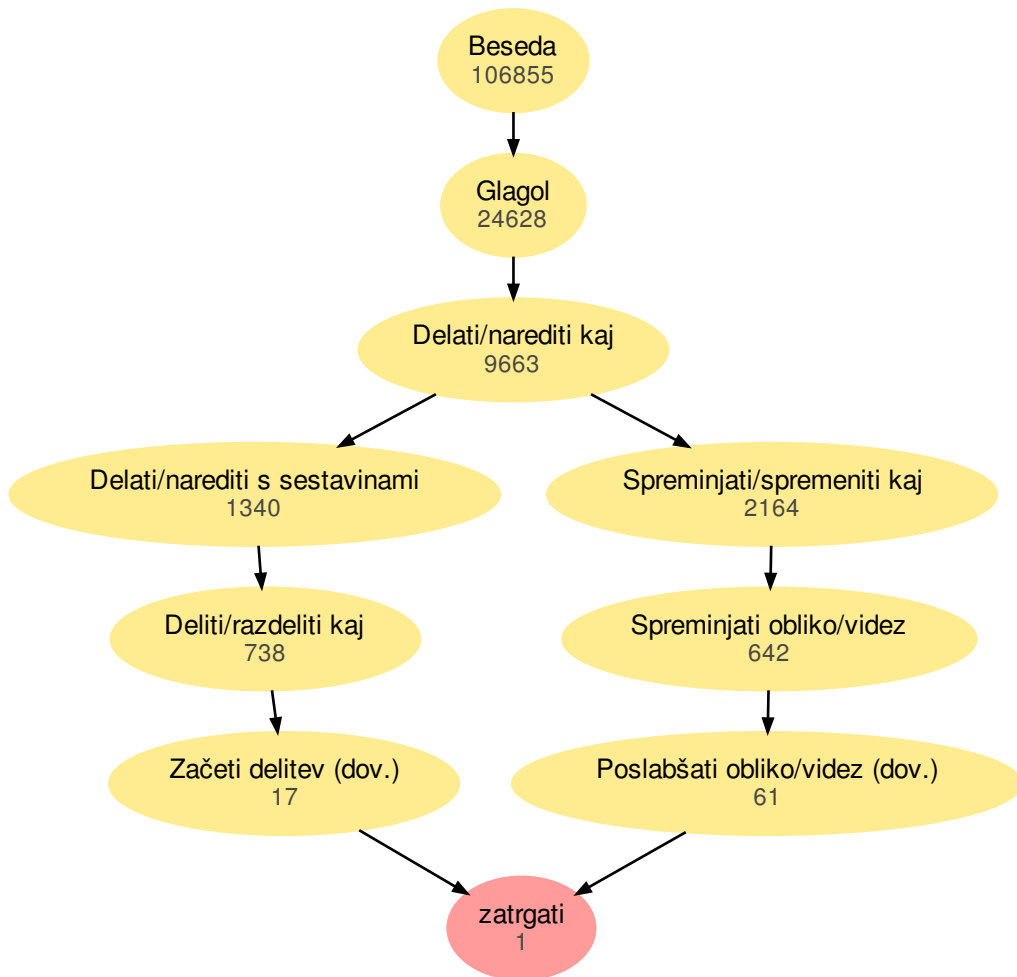 Beseda
106855
Glagol
24628
Delati/narediti kaj
9663
Delati/narediti s sestavinami
1340
Spreminjati/spremeniti kaj
2164
Deliti/razdeliti kaj
738
Spreminjati obliko/videz
642
Začeti delitev (dov.)
17
Poslabšati obliko/videz (dov.)
61
zatrgati
1